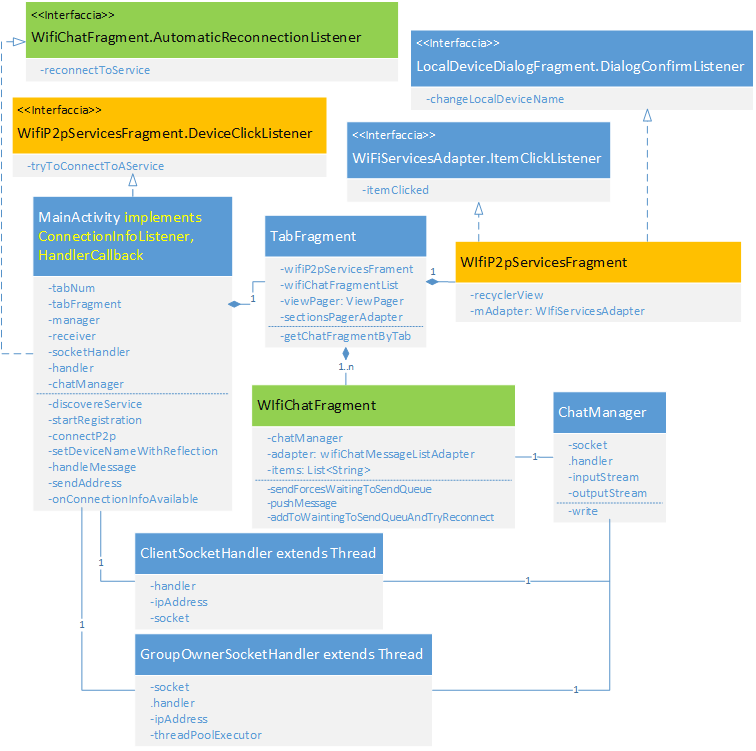 <<Interfaccia>>
WifiChatFragment.AutomaticReconnectionListener
-reconnectToService
<<Interfaccia>>
LocalDeviceDialogFragment.DialogConfirmListener
-changeLocalDeviceName
<<Interfaccia>>
WifiP2pServicesFragment.DeviceClickListener
-tryToConnectToAService
<<Interfaccia>>
WiFiServicesAdapter.ItemClickListener
-itemClicked
MainActivity implements
ConnectionInfoListener,
HandlerCallback
-tabNum
-tabFragment
-manager
-receiver
-socketHandler
-handler
-chatManager
-discovereService
-startRegistration
-connectP2p
-setDeviceNameWithReflection
-handleMessage
-sendAddress
-onConnectionInfoAvailable
1
TabFragment
-wifiP2pServicesFrament
-wifiChatFragmentList
-viewPager: ViewPager
-sectionsPagerAdapter
-getChatFragmentByTab
1
WIfiP2pServicesFragment
-recyclerView
-mAdapter: WIfiServicesAdapter
1..n
WIfiChatFragment
-chatManager
-adapter: wifiChatMessageListAdapter
-items: List<String>
-sendForcesWaitingToSendQueue
-pushMessage
-addToWaintingToSendQueuAndTryReconnect
1
ChatManager
-socket
.handler
-inputStream
-outputStream
-write
1
ClientSocketHandler extends Thread
-handler
-ipAddress
-socket
1
1
GroupOwnerSocketHandler extends Thread
-socket
.handler
-ipAddress
-threadPoolExecutor
1